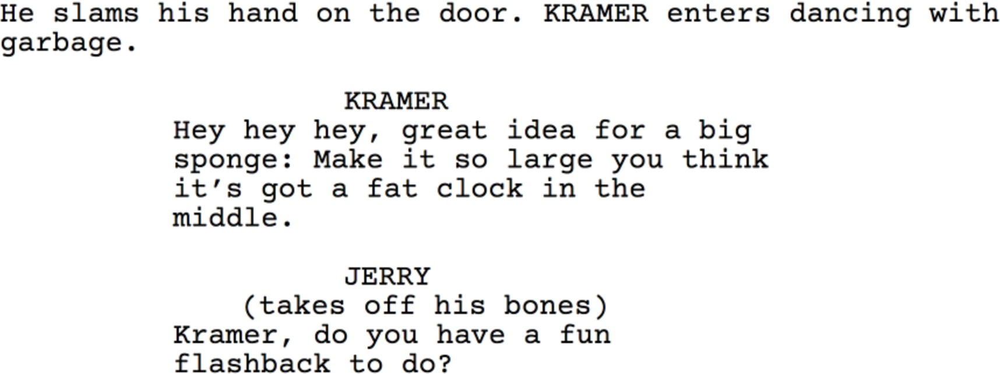 He slams his hand on the door. KRAMER enters dancing with
garbage.
KRAMER
Hey hey hey, great idea for a big
sponge: Make it so large you think
it’s got a fat clock in the
middle.
JERRY
(takes off his bones)
Kramer, do you have a fun
flashback to do?